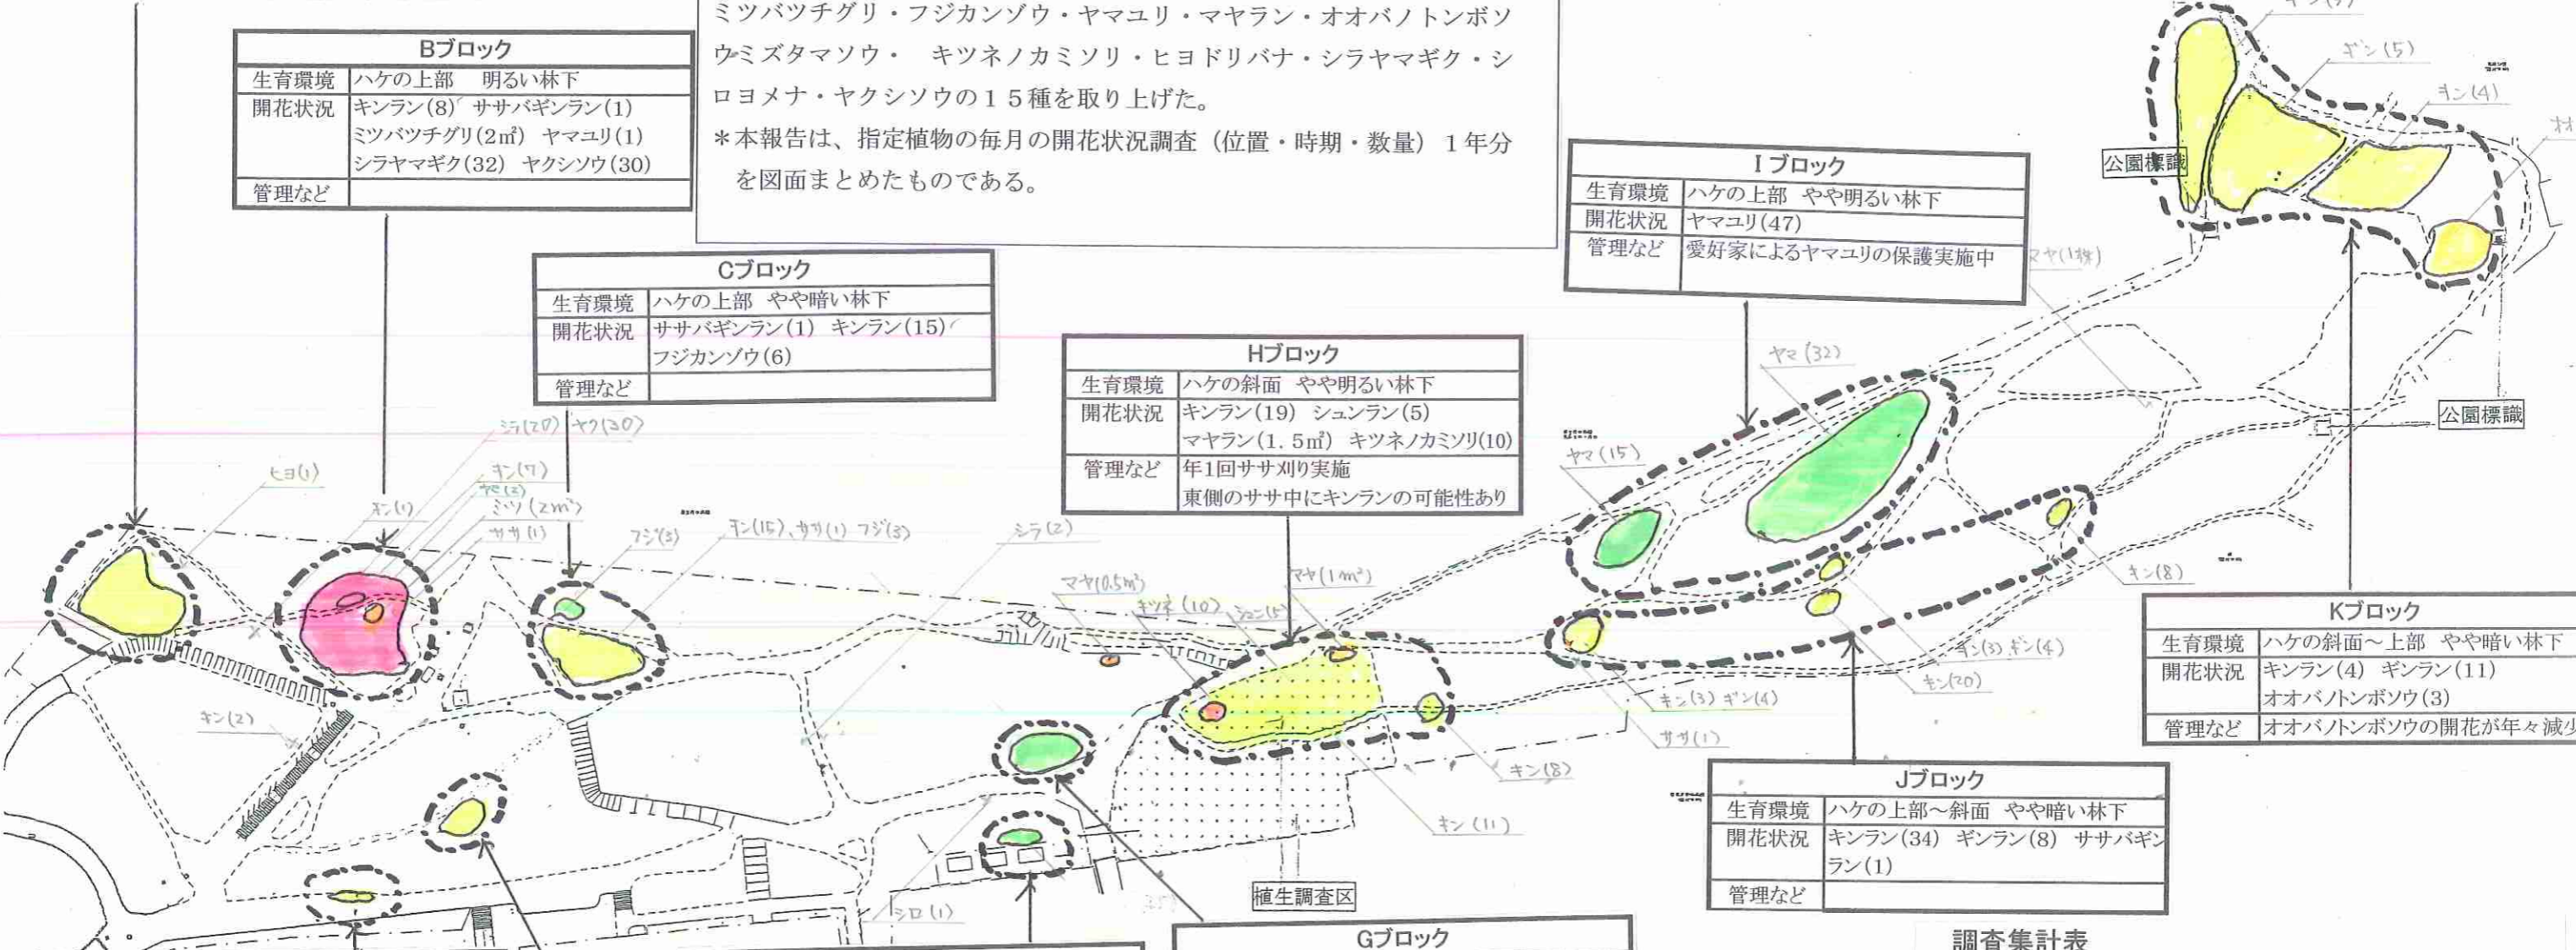 ミツバツチグリ・フジカンゾウ・ヤマユリ・マヤラン・オオバノトンボソ
ウミズタマソウ・ キツネノカミソリ・ヒヨドリバナ・シラヤマギク・シ
ロヨメナ・ヤクシソウの１５種を取り上げた。
＊本報告は、指定植物の毎月の開花状況調査（位置・時期・数量）１年分
を図面まとめたものである。
Bブロック
生育環境 ハケの上部 明るい林下
開花状況 キンラン(8) ササバギンラン(1)
ミツバツチグリ(2㎡) ヤマユリ(1)
シラヤマギク(32) ヤクシソウ(30)
管理など
Cブロック
生育環境 ハケの上部 やや暗い林下
開花状況 ササバギンラン(1) キンラン(15)
フジカンゾウ(6)
管理など
Hブロック
生育環境 ハケの斜面 やや明るい林下
開花状況 キンラン(19) シュンラン(5)
マヤラン(1.5㎡) キツネノカミソリ(10)
管理など 年1回ササ刈り実施
東側のササ中にキンランの可能性あり
Iブロック
生育環境 ハケの上部 やや明るい林下
開花状況 ヤマユリ(47)
管理など 愛好家によるヤマユリの保護実施中
Kブロック
生育環境 ハケの斜面～上部 やや暗い林下
開花状況 キンラン(4) ギンラン(11)
オオバノトンボソウ(3)
管理など オオバノトンボソウの開花が年々減少
Jブロック
生育環境 ハケの上部～斜面 やや暗い林下
開花状況 キンラン(34) ギンラン(8) ササバギン
ラン(1)
管理など
Gブロック
調査集計表
公園標識
公園標識
植生調査区
ギン(5)
キン(4)
マヤ(1株)
ヤマ(32)
ヤマ(15)
シラ(20) ヤク(30)
キン(7)
ミツ(2m²)
ササ(1)
キン(1)
ヒヨ(1)
フジ(3)
キン(15)、ササ(1) フジ(3)
シラ(2)
マヤ(0.5m²)
キツネ(10)
マヤ(1m²)
キン(8)
キン(3)、ギン(4)
キン(20)
キン(3) ギン(4)
ササ(1)
キン(8)
キン(11)
キン(2)
シロ(1)